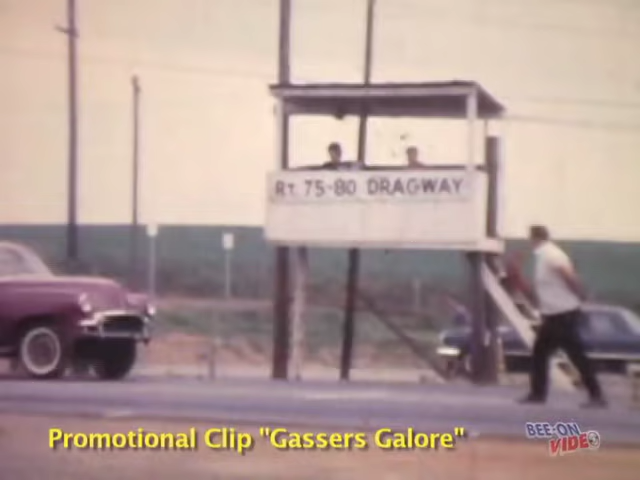 RT. 75-80 DRAGWAY
Promotional Clip "Gassers Galore"
BEE-ON
VIDEO